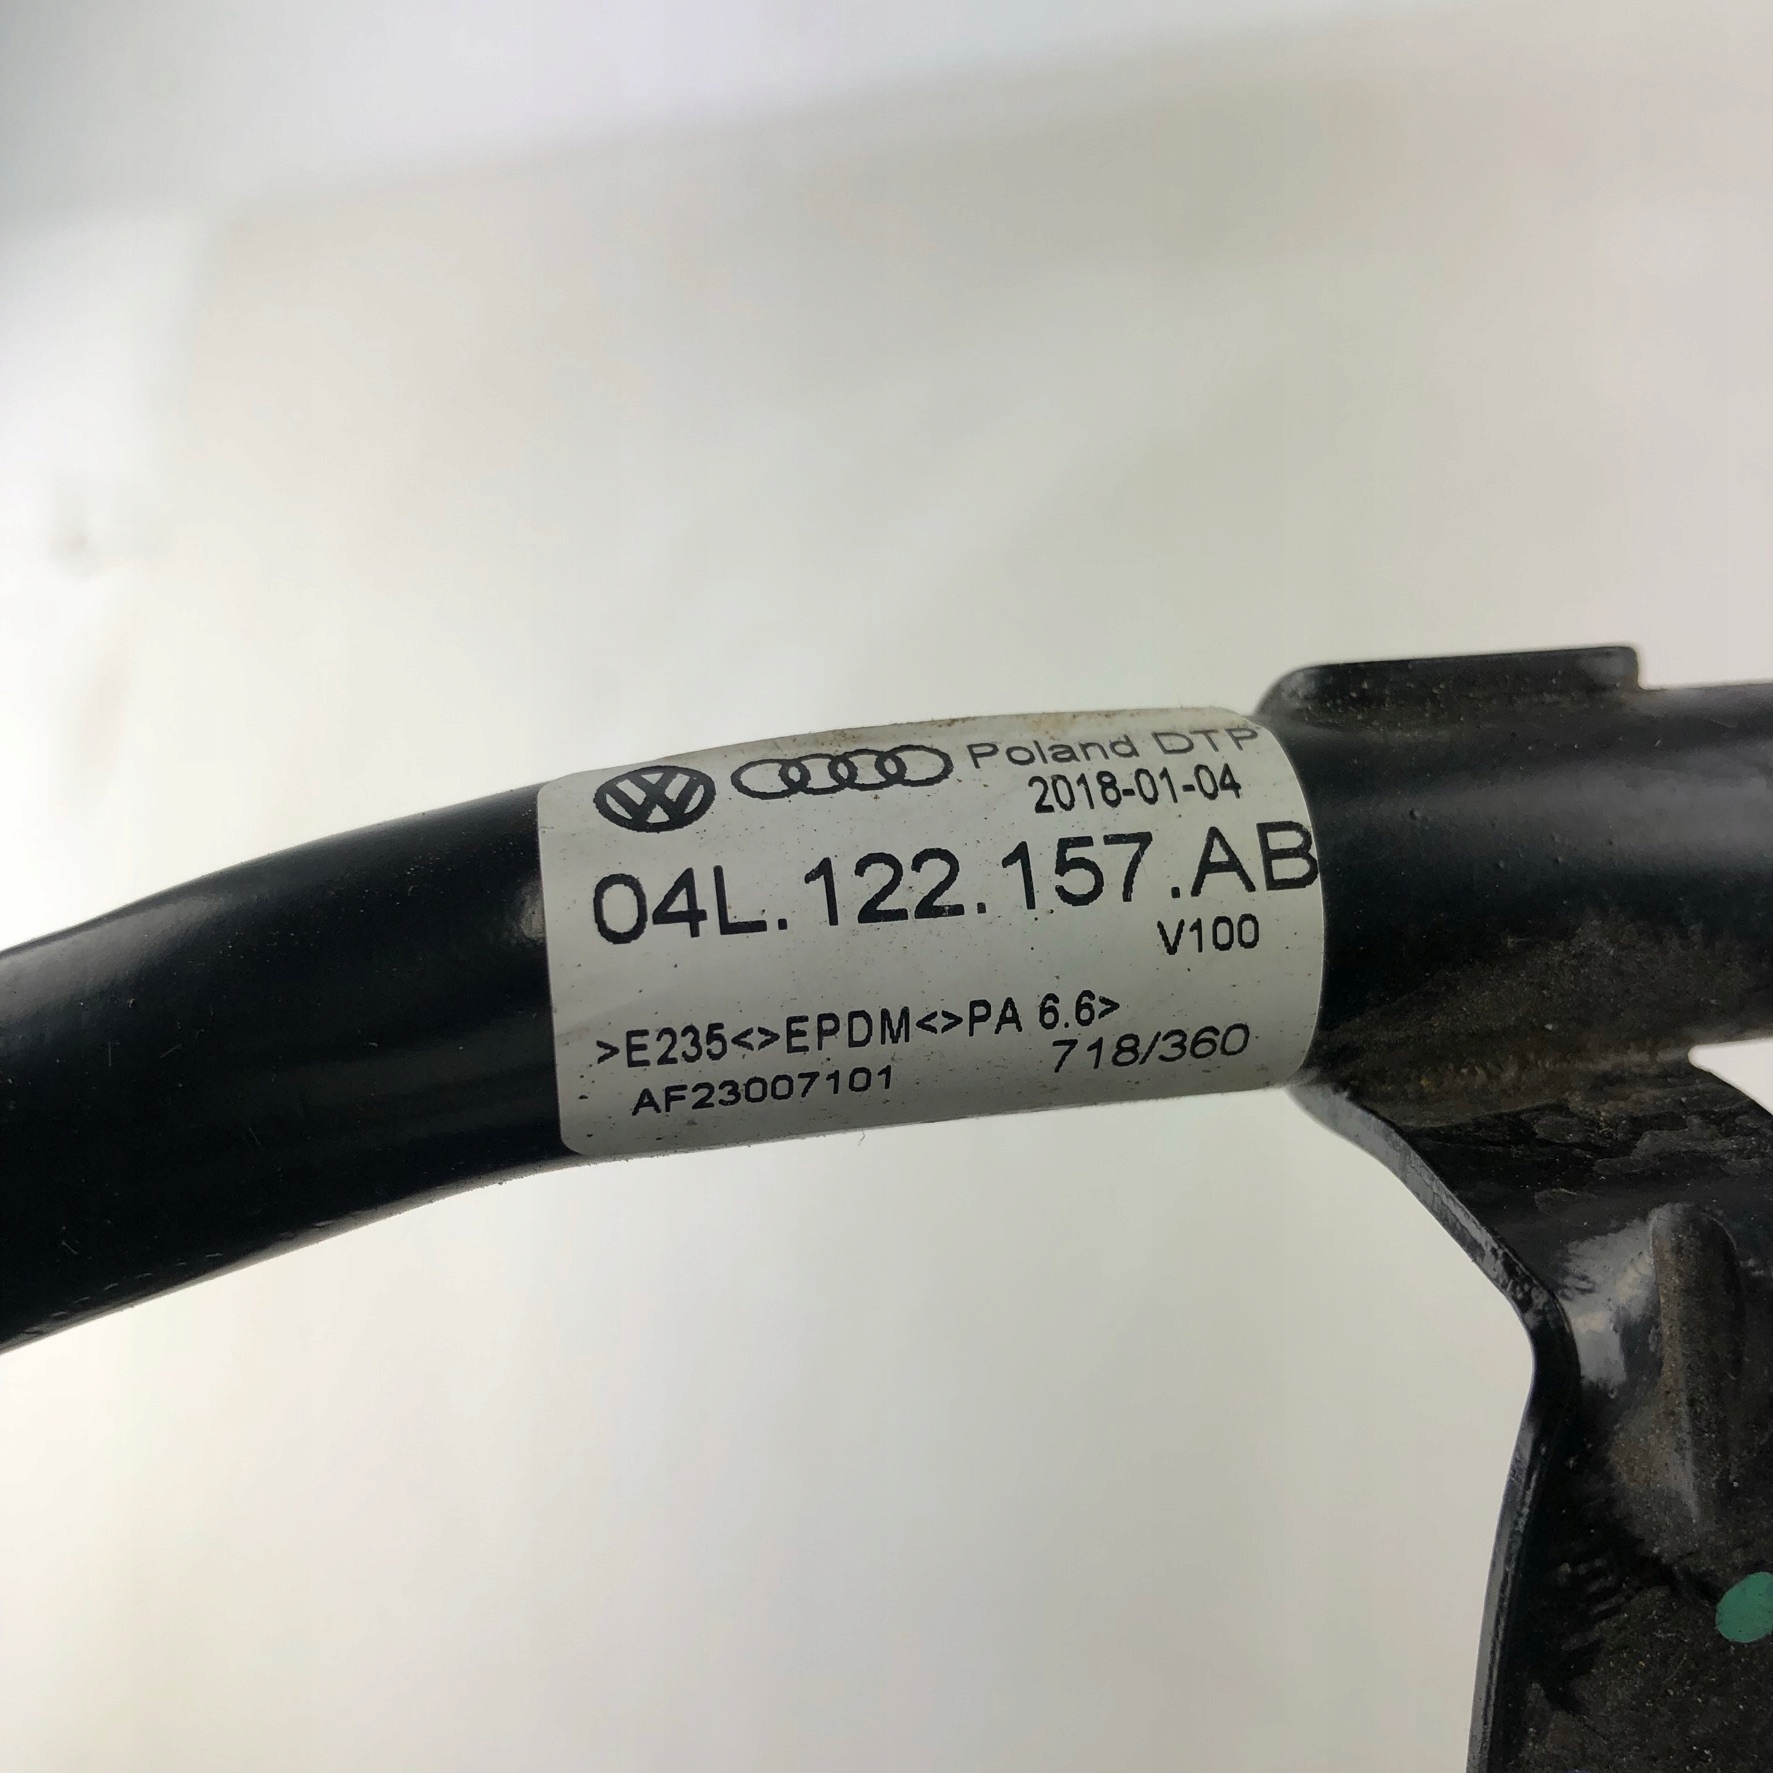 Poland DTP
2018-01-04
04L.122.157.AB
V100
>E235<>EPDM<>PA 6.6>
718/360
AF23007101